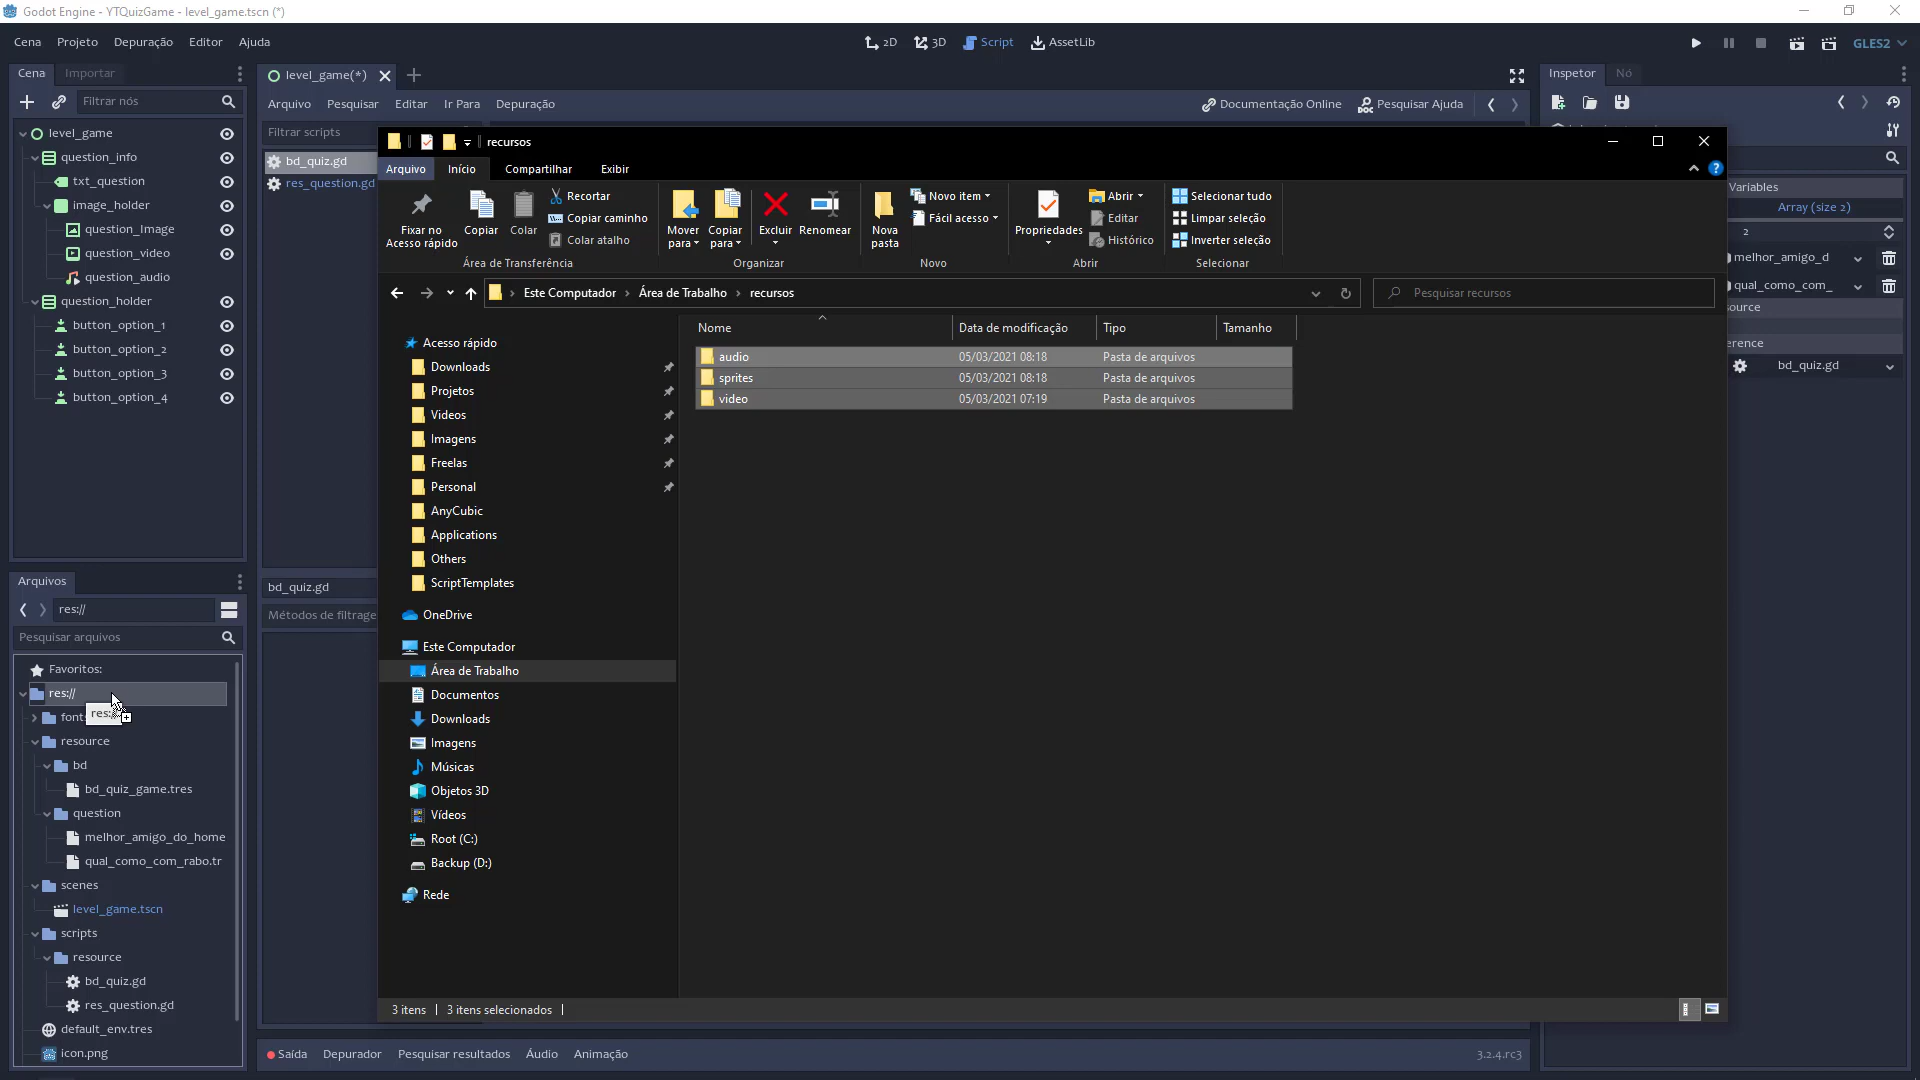 Godot Engine - YTQuizGame - level_game.tscn (*)
Cena Projeto Depuração Editor Ajuda
2D 3D Script AssetLib
GLES2
Cena Importar
Filtrar nós
level_game
question_info
txt_question
image_holder
question_Image
question_video
question_audio
question_holder
button_option_1
button_option_2
button_option_3
button_option_4
level_game(*)
Arquivo Pesquisar Editar Ir Para Depuração
Documentação Online Pesquisar Ajuda
Filtrar scripts
bd_quiz.gd
res_question.gd
bd_quiz.gd
Métodos de filtrage
Inspetor Nó
Variables
Array (size 2)
2
melhor_amigo_d
qual_como_com_
ource
erence
bd_quiz.gd
recursos
Arquivo Início Compartilhar Exibir
Fixar no
Acesso rápido
Copiar
Colar
Recortar
Copiar caminho
Colar atalho
Área de Transferência
Mover
para
Copiar
para
Excluir
Renomear
Organizar
Nova
pasta
Novo item
Fácil acesso
Novo
Propriedades
Abrir
Editar
Histórico
Abrir
Selecionar tudo
Limpar seleção
Inverter seleção
Selecionar
Este Computador Área de Trabalho recursos
Pesquisar recursos
Nome Data de modificação Tipo Tamanho
audio 05/03/2021 08:18 Pasta de arquivos
sprites 05/03/2021 08:18 Pasta de arquivos
video 05/03/2021 07:19 Pasta de arquivos
Acesso rápido
Downloads
Projetos
Videos
Imagens
Freelas
Personal
AnyCubic
Applications
Others
ScriptTemplates
OneDrive
Este Computador
Área de Trabalho
Documentos
Downloads
Imagens
Músicas
Objetos 3D
Vídeos
Root (C:)
Backup (D:)
Rede
3 itens 3 itens selecionados
Arquivos
res://
Pesquisar arquivos
Favoritos:
res://
resource
bd
bd_quiz_game.tres
question
melhor_amigo_do_home
qual_como_com_rabo.tr
scenes
level_game.tscn
scripts
resource
bd_quiz.gd
res_question.gd
default_env.tres
icon.png
Saída Depurador Pesquisar resultados Áudio Animação
3.2.4.rc3